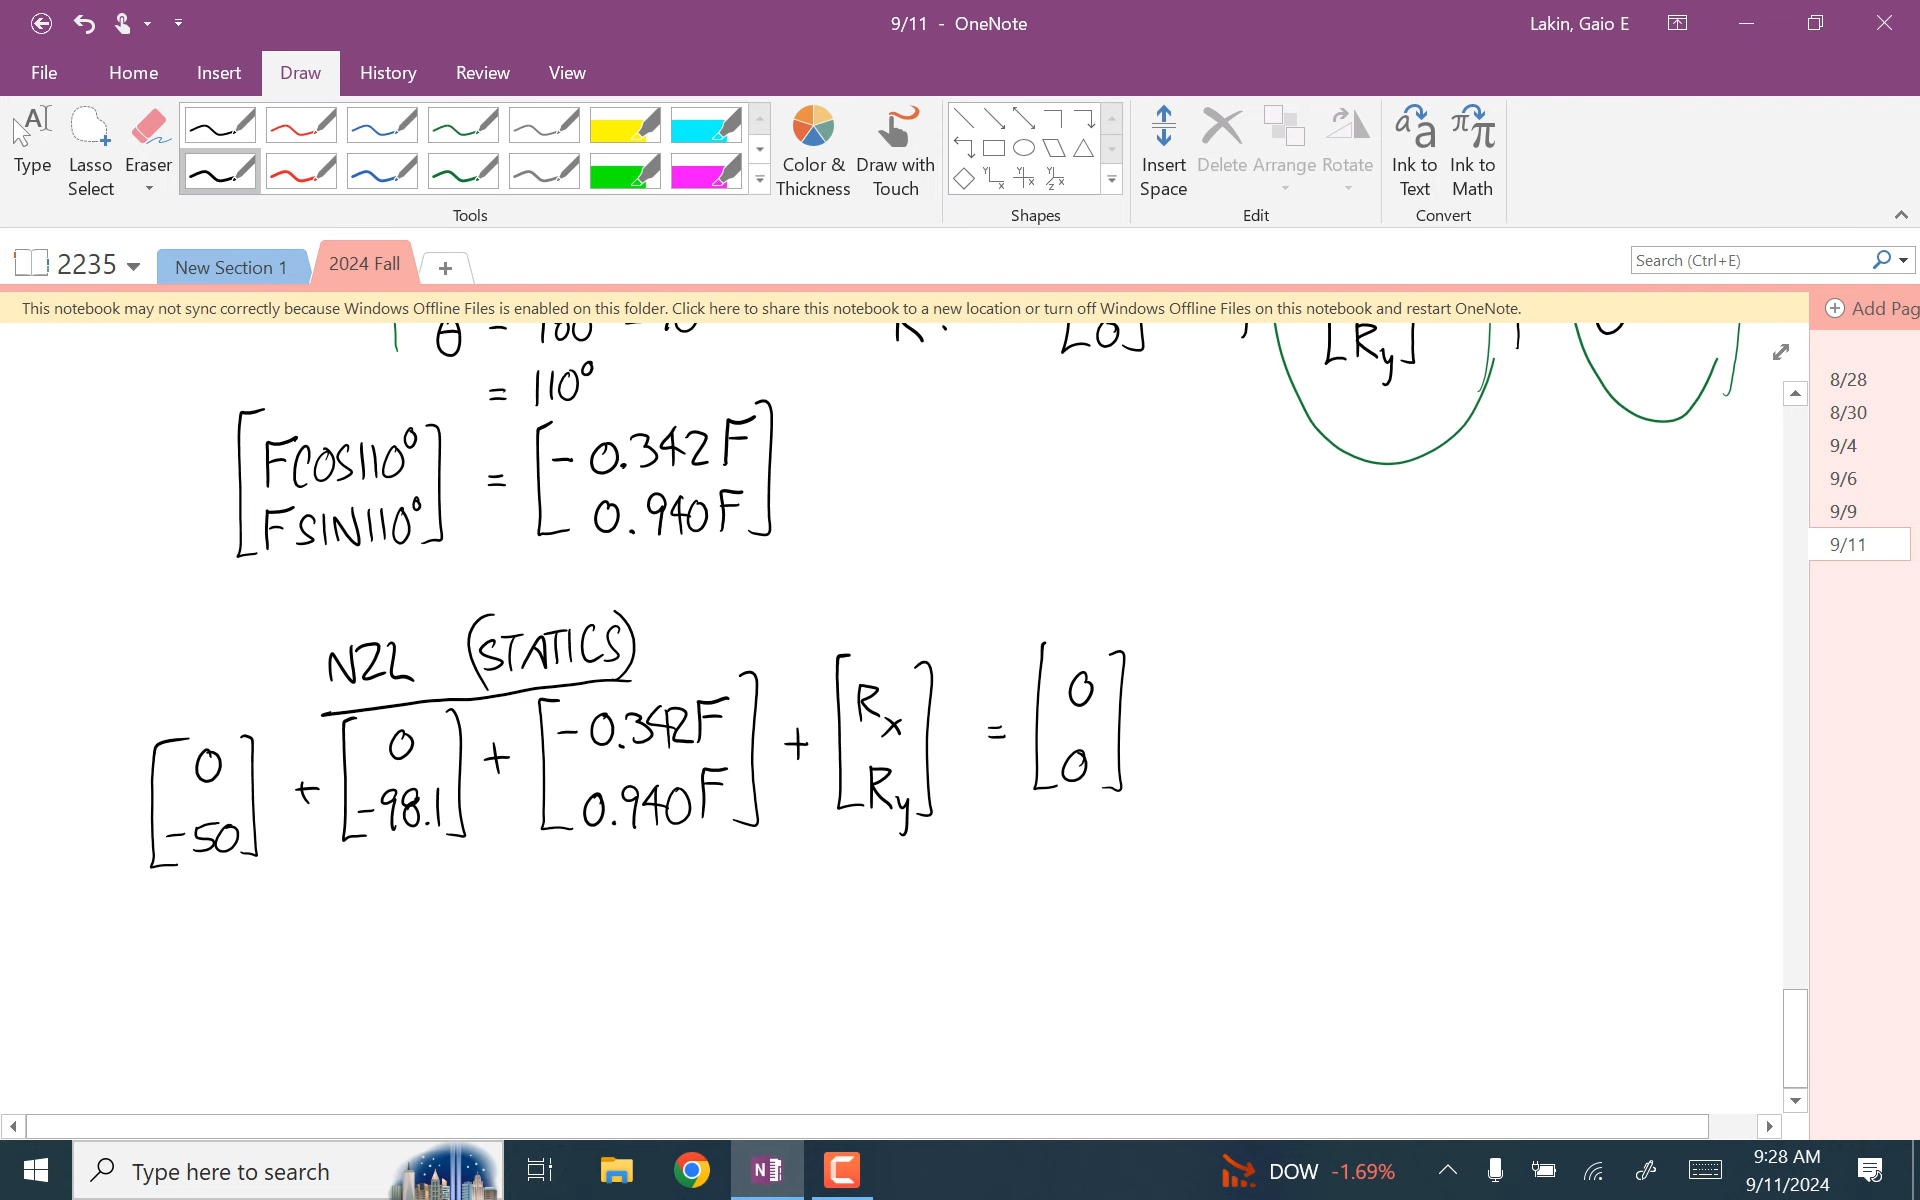 9/11 - OneNote
Lakin, Gaio E
File Home Insert Draw History Review View
Type
Lasso Select
Eraser
Color & Thickness
Draw with Touch
Insert Space
Delete
Arrange
Rotate
Ink to Text
Ink to Math
Tools
Shapes
Edit
Convert
2235
New Section 1
2024 Fall
Search (Ctrl+E)
This notebook may not sync correctly because Windows Offline Files is enabled on this folder. Click here to share this notebook to a new location or turn off Windows Offline Files on this notebook and restart OneNote.
Add Pag
8/28
8/30
9/4
9/6
9/9
9/11
= 110°
[FCOS110° FSIN110°] = [-0.342F 0.940F]
[R_y]
N2L (STATICS)
[0 -50] + [0 -98.1] + [-0.342F 0.940F] + [R_x R_y] = [0 0]
Type here to search
DOW -1.69%
9:28 AM
9/11/2024